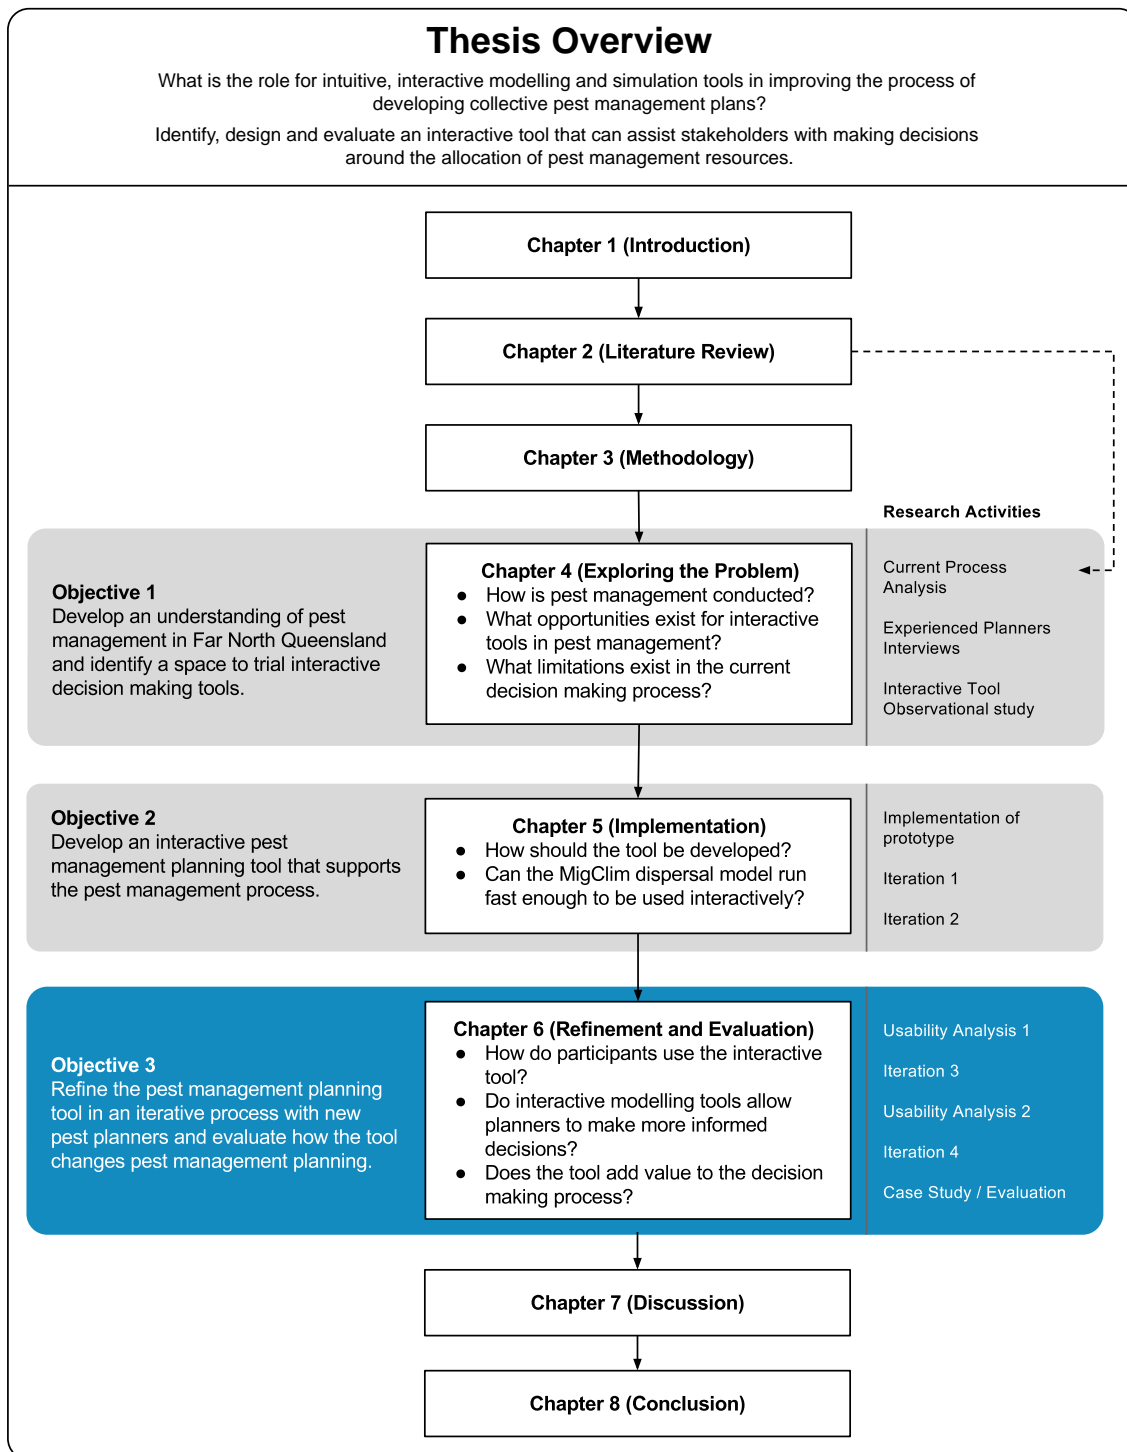 Thesis Overview
What is the role for intuitive, interactive modelling and simulation tools in improving the process of
developing collective pest management plans?
Identify, design and evaluate an interactive tool that can assist stakeholders with making decisions
around the allocation of pest management resources.
Chapter 1 (Introduction)
Chapter 2 (Literature Review)
Chapter 3 (Methodology)
Research Activities
Objective 1
Develop an understanding of pest
management in Far North Queensland
and identify a space to trial interactive
decision making tools.
Chapter 4 (Exploring the Problem)
● How is pest management conducted?
● What opportunities exist for interactive
tools in pest management?
● What limitations exist in the current
decision making process?
Current Process
Analysis
Experienced Planners
Interviews
Interactive Tool
Observational study
Objective 2
Develop an interactive pest
management planning tool that supports
the pest management process.
Chapter 5 (Implementation)
● How should the tool be developed?
● Can the MigClim dispersal model run
fast enough to be used interactively?
Implementation of
prototype
Iteration 1
Iteration 2
Objective 3
Refine the pest management planning
tool in an iterative process with new
pest planners and evaluate how the tool
changes pest management planning.
Chapter 6 (Refinement and Evaluation)
● How do participants use the interactive
tool?
● Do interactive modelling tools allow
planners to make more informed
decisions?
● Does the tool add value to the decision
making process?
Usability Analysis 1
Iteration 3
Usability Analysis 2
Iteration 4
Case Study / Evaluation
Chapter 7 (Discussion)
Chapter 8 (Conclusion)